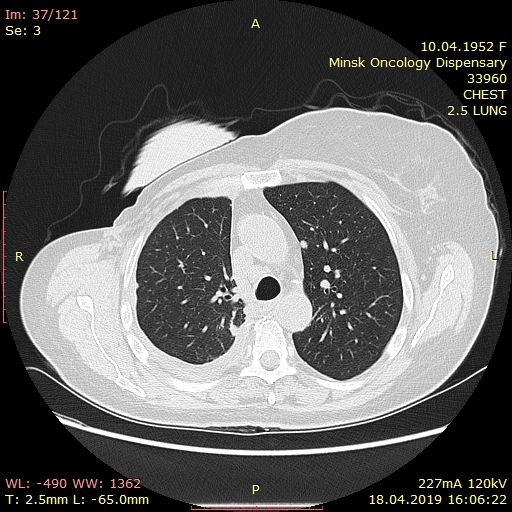 Im: 37/121
Se: 3
A
10.04.1952 F
Minsk Oncology Dispensary
33960
CHEST
2.5 LUNG
R
L
WL: -490 WW: 1362
T: 2.5mm L: -65.0mm
P
227mA 120kV
18.04.2019 16:06:22